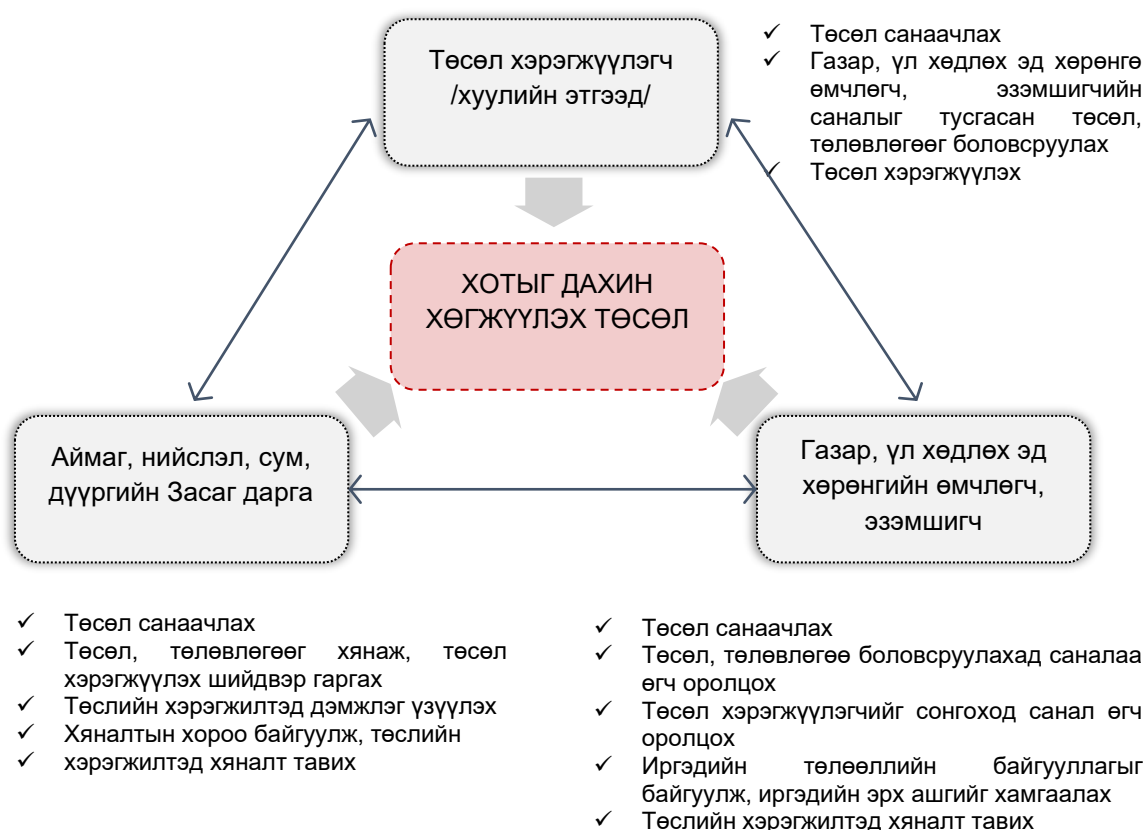 Төсөл хэрэгжүүлэгч
/хуулийн этгээд/
✓ Төсөл санаачлах
✓ Газар, үл хөдлөх эд хөрөнгө
өмчлөгч, эзэмшигчийн
саналыг тусгасан төсөл,
төлөвлөгөөг боловсруулах
✓ Төсөл хэрэгжүүлэх
ХОТЫГ ДАХИН
ХӨГЖҮҮЛЭХ ТӨСӨЛ
Аймаг, нийслэл, сум,
дүүргийн Засаг дарга
Газар, үл хөдлөх эд
хөрөнгийн өмчлөгч,
эзэмшигч
✓ Төсөл санаачлах
✓ Төсөл, төлөвлөгөөг хянаж, төсөл
хэрэгжүүлэх шийдвэр гаргах
✓ Төслийн хэрэгжилтэд дэмжлэг үзүүлэх
✓ Хяналтын хороо байгуулж, төслийн
✓ хэрэгжилтэд хяналт тавих
✓ Төсөл санаачлах
✓ Төсөл, төлөвлөгөө боловсруулахад саналаа
өгч оролцох
✓ Төсөл хэрэгжүүлэгчийг сонгоход санал өгч
оролцох
✓ Иргэдийн төлөөллийн байгууллагыг
байгуулж, иргэдийн эрх ашгийг хамгаалах
✓ Төслийн хэрэгжилтэд хяналт тавих